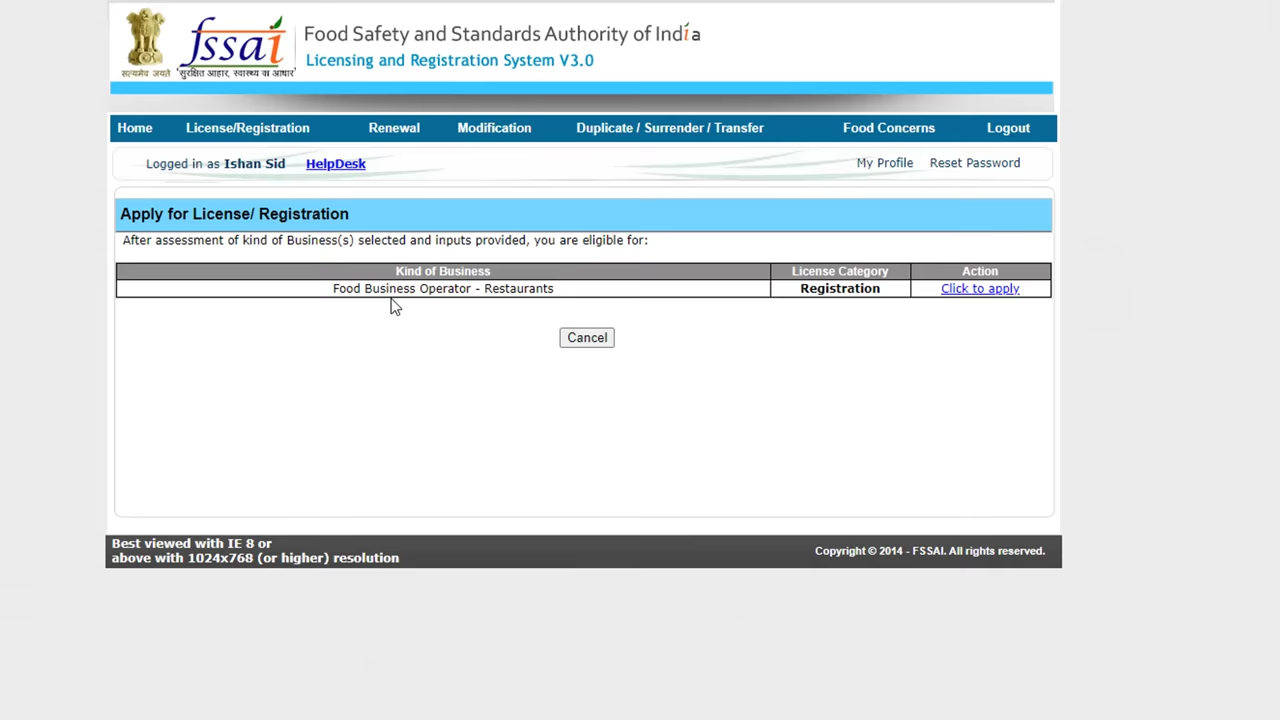 सत्यमेव जयते
fssai
'सुरक्षित आहार, स्वास्थ्य का आधार'
Food Safety and Standards Authority of India
Licensing and Registration System V3.0
Home License/Registration Renewal Modification Duplicate / Surrender / Transfer Food Concerns Logout
Logged in as Ishan Sid HelpDesk My Profile Reset Password
Apply for License/ Registration
After assessment of kind of Business(s) selected and inputs provided, you are eligible for:
Kind of Business License Category Action
Food Business Operator - Restaurants Registration Click to apply
Cancel
Best viewed with IE 8 or
above with 1024x768 (or higher) resolution
Copyright © 2014 - FSSAI. All rights reserved.